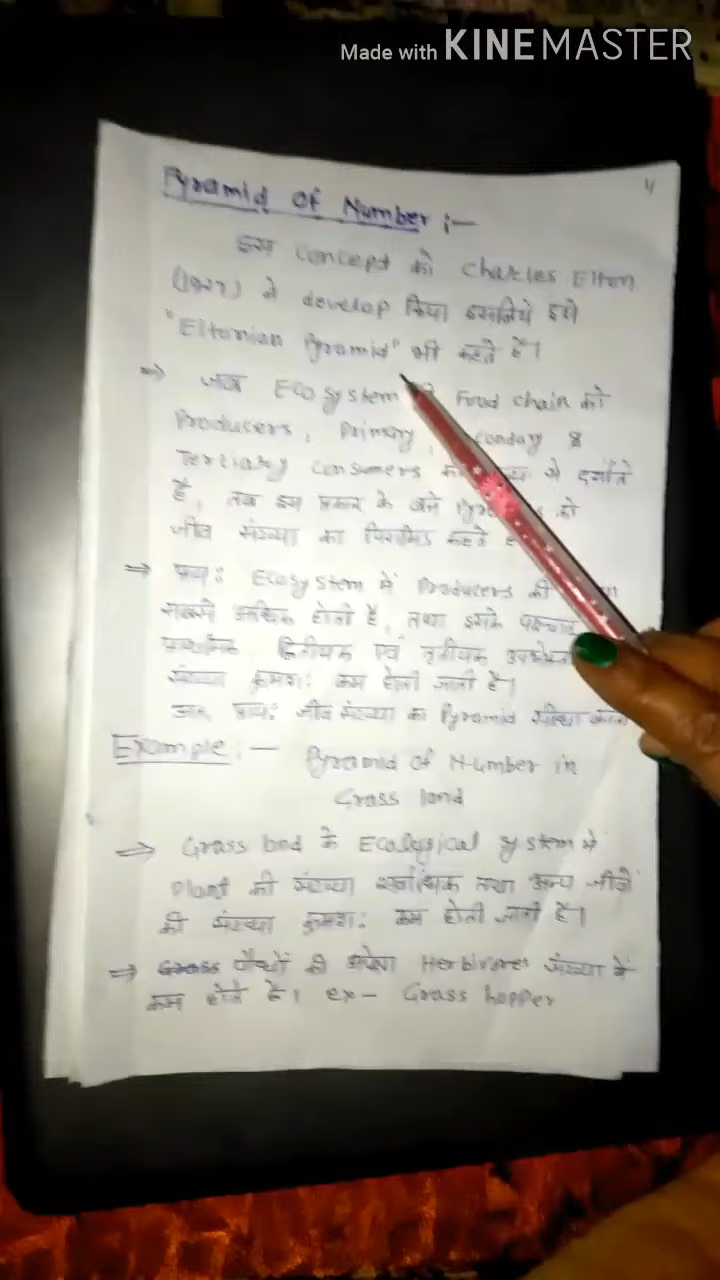 Made with KINEMASTER
4
Pyramid of Number :-
इस concept को Charles Elton
(1927) ने develop किया इसलिये इसे
"Eltonian Pyramid" भी कहते हैं।
⇒ जब Ecosystem Food chain को
Producers, Primary, & 
Tertiary consumers से दर्शाते
है, तब इस प्रकार के बने को
जीव संख्या का पिरामिड कहते
⇒ प्रायः Ecosystem में Producers की
सबसे अधिक होती है, तथा इसके पश्चात
प्राथमिक द्वितीयक एवं तृतीयक
संख्या क्रमशः कम होती जाती है।
अतः प्रायः जीव संख्या का Pyramid सीधा
Example :- Pyramid of Number in
Grass land
⇒ Grass land के Ecological system में
Plant की संख्या सर्वाधिक तथा अन्य जीवों
की संख्या क्रमशः कम होती जाती है।
⇒ Grass पौधों की अपेक्षा Herbivores संख्या में
कम होते है। ex- Grass hopper